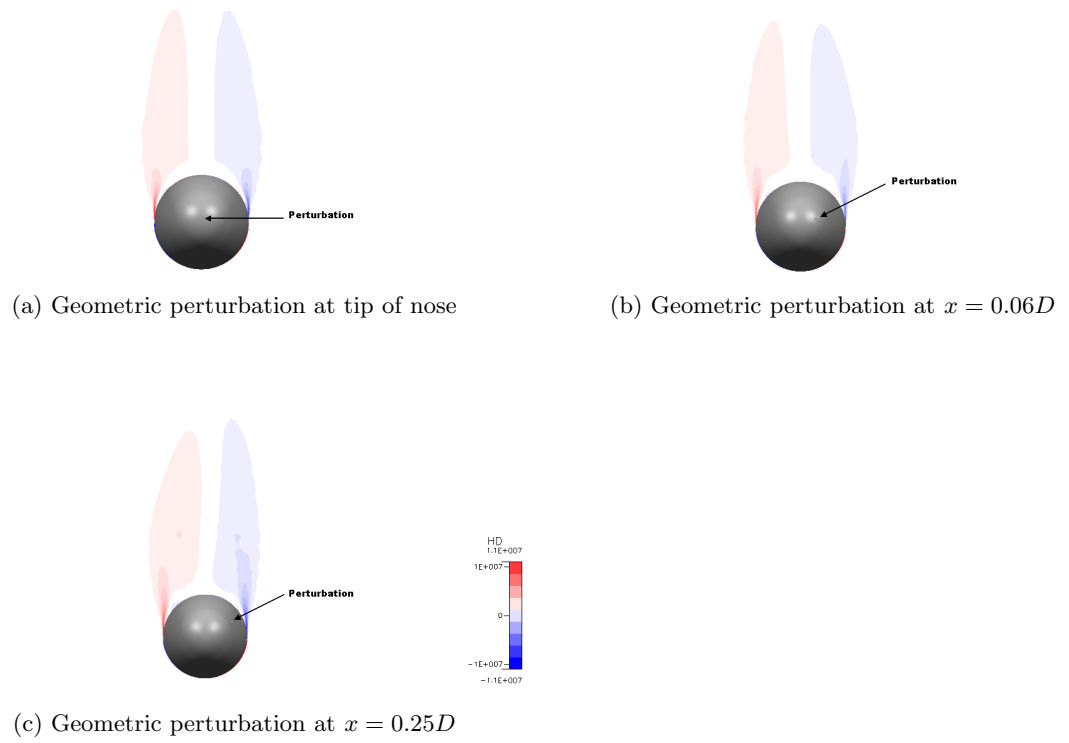 Perturbation
(a) Geometric perturbation at tip of nose
Perturbation
(b) Geometric perturbation at x = 0.06D
Perturbation
HD
1.1E+007
1E+007
0
-1E+007
-1.1E+007
(c) Geometric perturbation at x = 0.25D